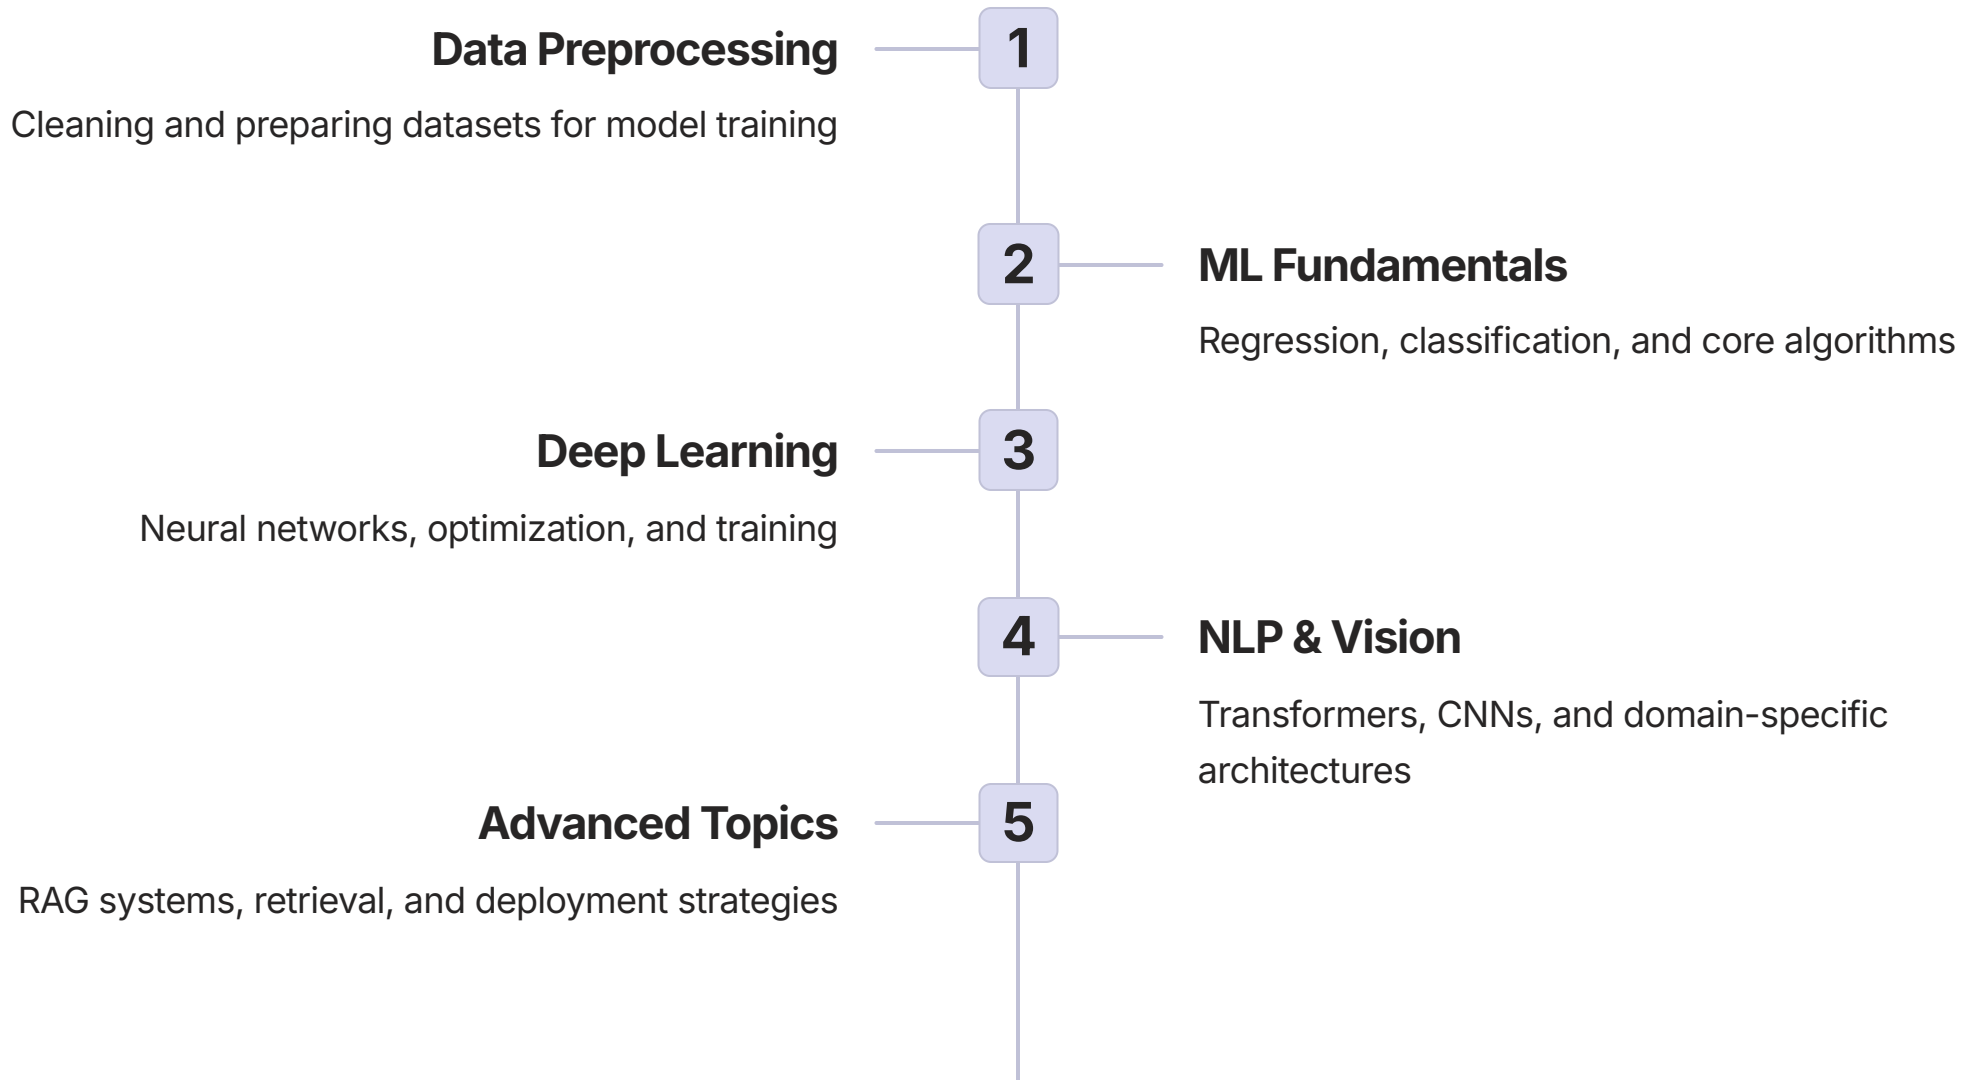 1
Data Preprocessing
Cleaning and preparing datasets for model training
2
ML Fundamentals
Regression, classification, and core algorithms
3
Deep Learning
Neural networks, optimization, and training
4
NLP & Vision
Transformers, CNNs, and domain-specific
architectures
5
Advanced Topics
RAG systems, retrieval, and deployment strategies